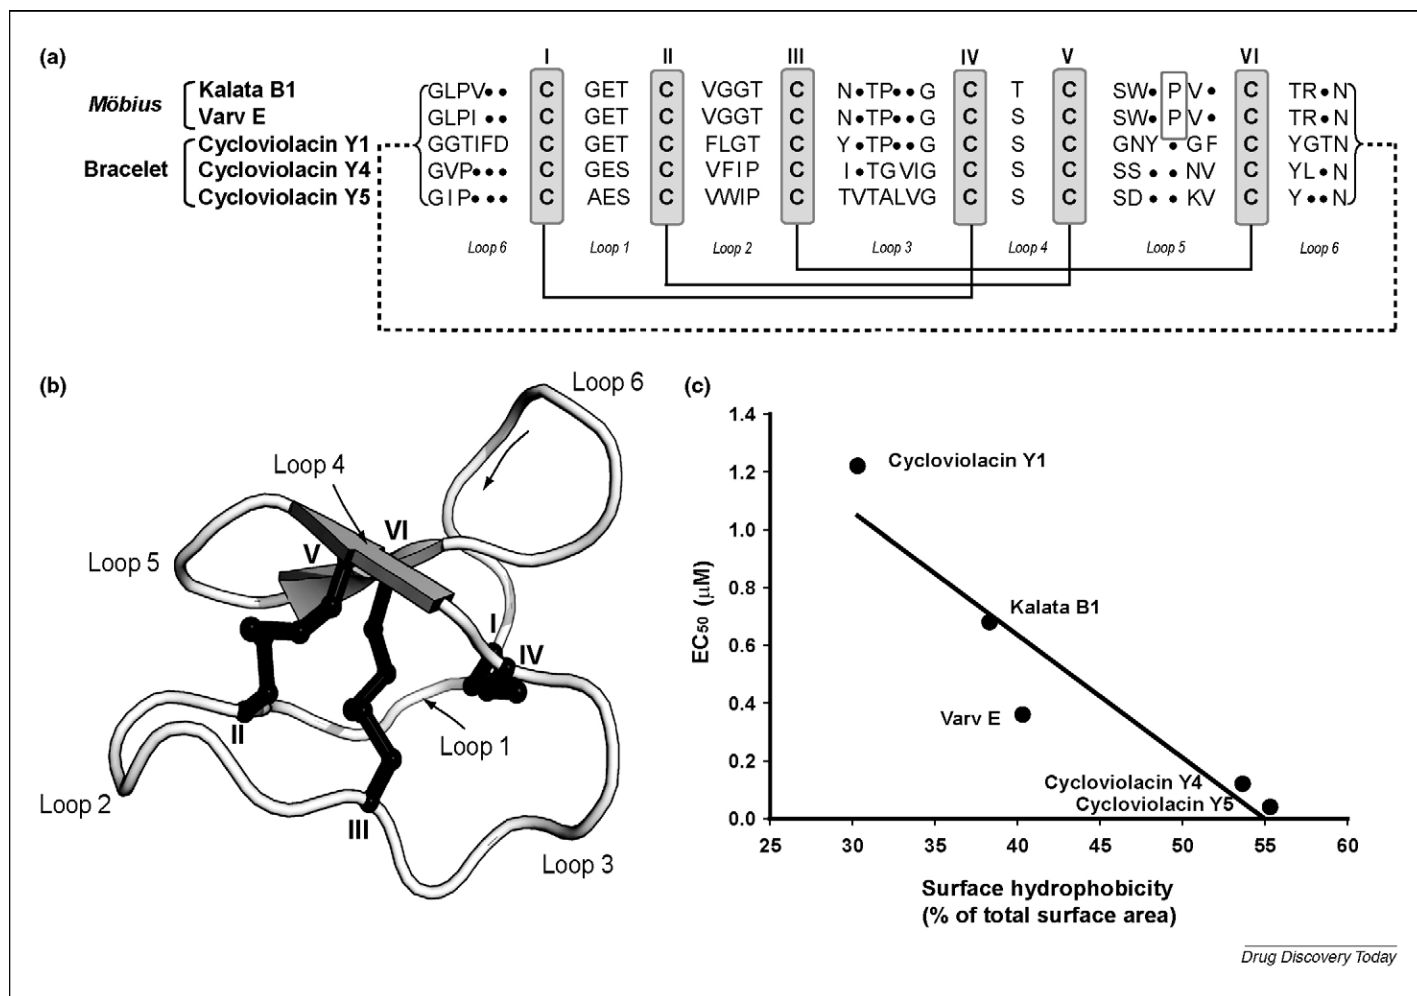 (a)
I II III IV V VI
Möbius
Bracelet
Kalata B1 GLPV•• C GET C VGGT C N•TP••G C T C SW•PV• C TR•N
Varv E GLPI•• C GET C VGGT C N•TP••G C S C SW•PV• C TR•N
Cycloviolacin Y1 GGTIFD C GET C FLGT C Y•TP••G C S C GNY•GF C YGTN
Cycloviolacin Y4 GVP••• C GES C VFIP C I•TGVIG C S C SS••NV C YL•N
Cycloviolacin Y5 GIP••• C AES C VWIP C TVTALVG C S C SD••KV C Y••N
Loop 6 Loop 1 Loop 2 Loop 3 Loop 4 Loop 5 Loop 6
(b)
Loop 6
Loop 4
VI
V
Loop 5
I
IV
II
Loop 1
Loop 2
III
Loop 3
(c)
1.4
1.2
1.0
0.8
0.6
0.4
0.2
0.0
EC50 (μM)
Cycloviolacin Y1
Kalata B1
Varv E
Cycloviolacin Y4
Cycloviolacin Y5
25 30 35 40 45 50 55 60
Surface hydrophobicity
(% of total surface area)
Drug Discovery Today